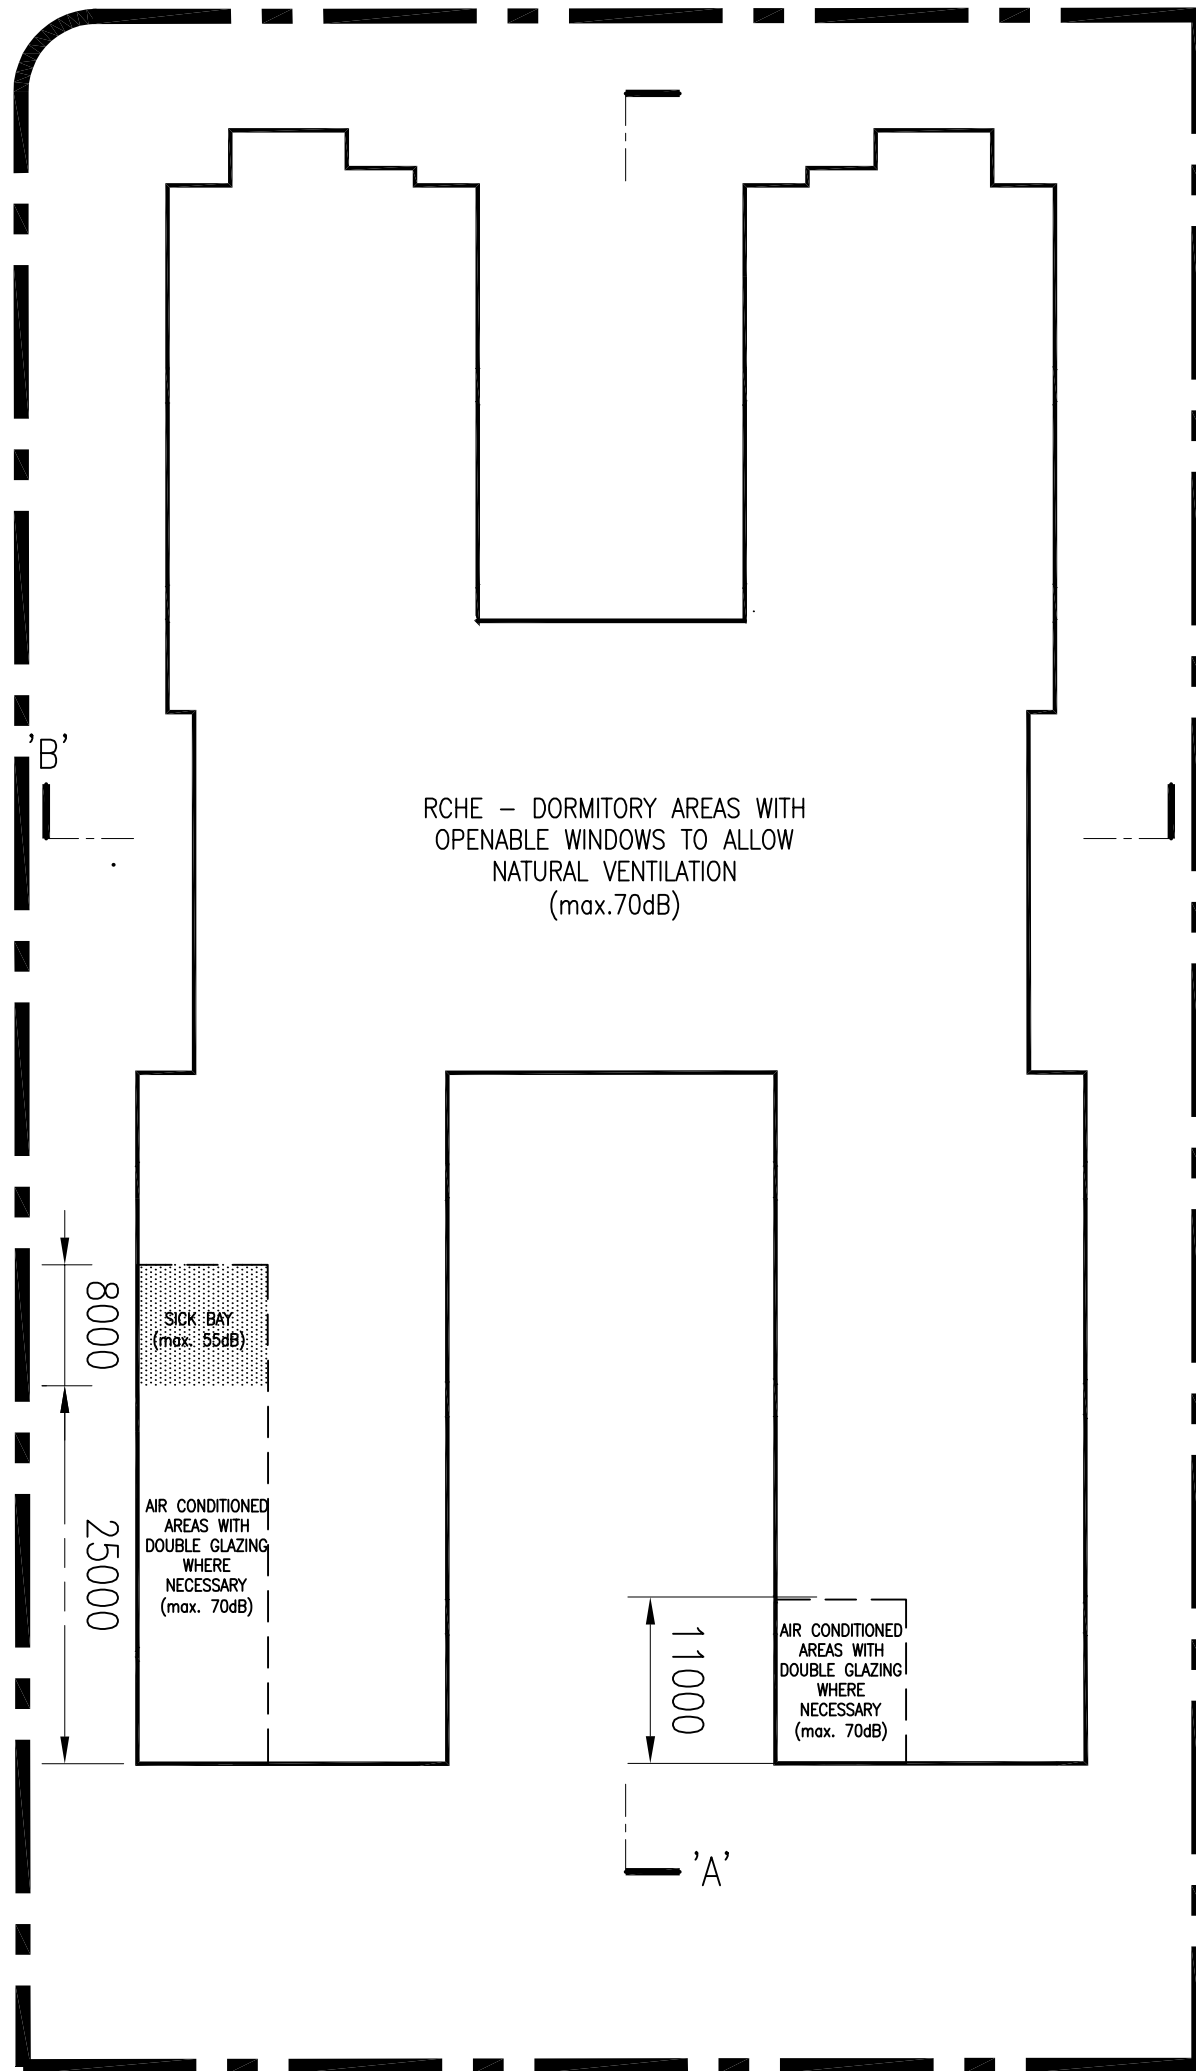 'B'
RCHE – DORMITORY AREAS WITH
OPENABLE WINDOWS TO ALLOW
NATURAL VENTILATION
(max.70dB)
8000
SICK BAY
(max. 55dB)
25000
AIR CONDITIONED
AREAS WITH
DOUBLE GLAZING
WHERE
NECESSARY
(max. 70dB)
11000
AIR CONDITIONED
AREAS WITH
DOUBLE GLAZING
WHERE
NECESSARY
(max. 70dB)
'A'